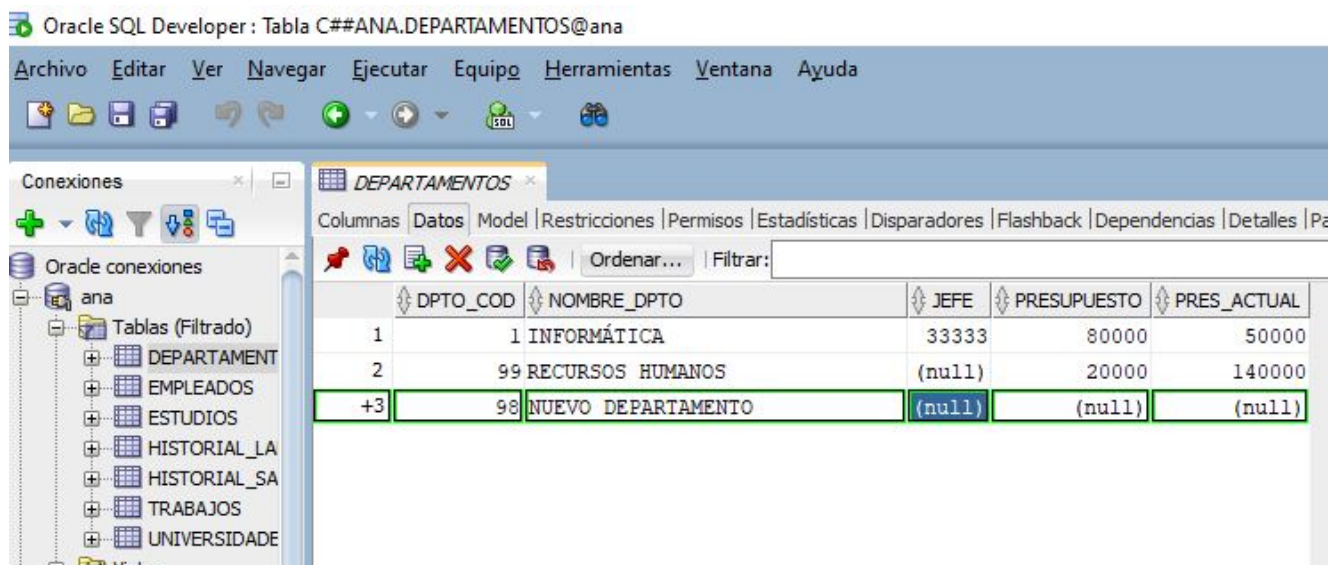 Oracle SQL Developer : Tabla C##ANA.DEPARTAMENTOS@ana
Archivo Editar Ver Navegar Ejecutar Equipo Herramientas Ventana Ayuda
SQL
Conexiones
DEPARTAMENTOS
Columnas Datos Model |Restricciones |Permisos |Estadísticas |Disparadores |Flashback |Dependencias |Detalles |Pa
Ordenar... Filtrar:
Oracle conexiones
ana
Tablas (Filtrado)
DEPARTAMENT
EMPLEADOS
ESTUDIOS
HISTORIAL_LA
HISTORIAL_SA
TRABAJOS
UNIVERSIDADE
DPTO_COD NOMBRE_DPTO JEFE PRESUPUESTO PRES_ACTUAL
1 1 INFORMÁTICA 33333 80000 50000
2 99 RECURSOS HUMANOS (null) 20000 140000
+3 98 NUEVO DEPARTAMENTO (null) (null) (null)